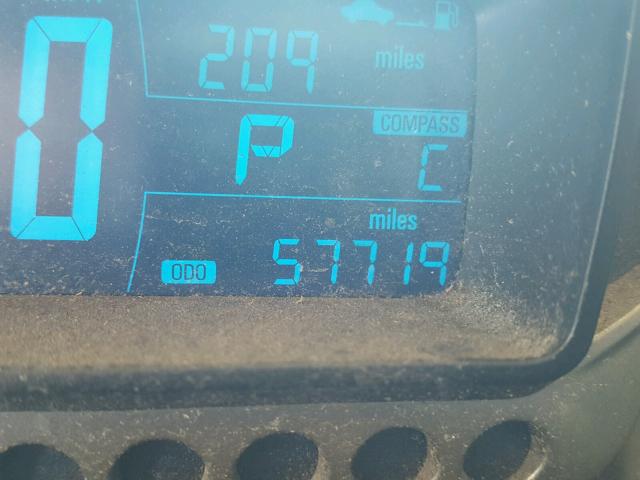 0
209 miles
COMPASS
P C
miles
ODO 57719